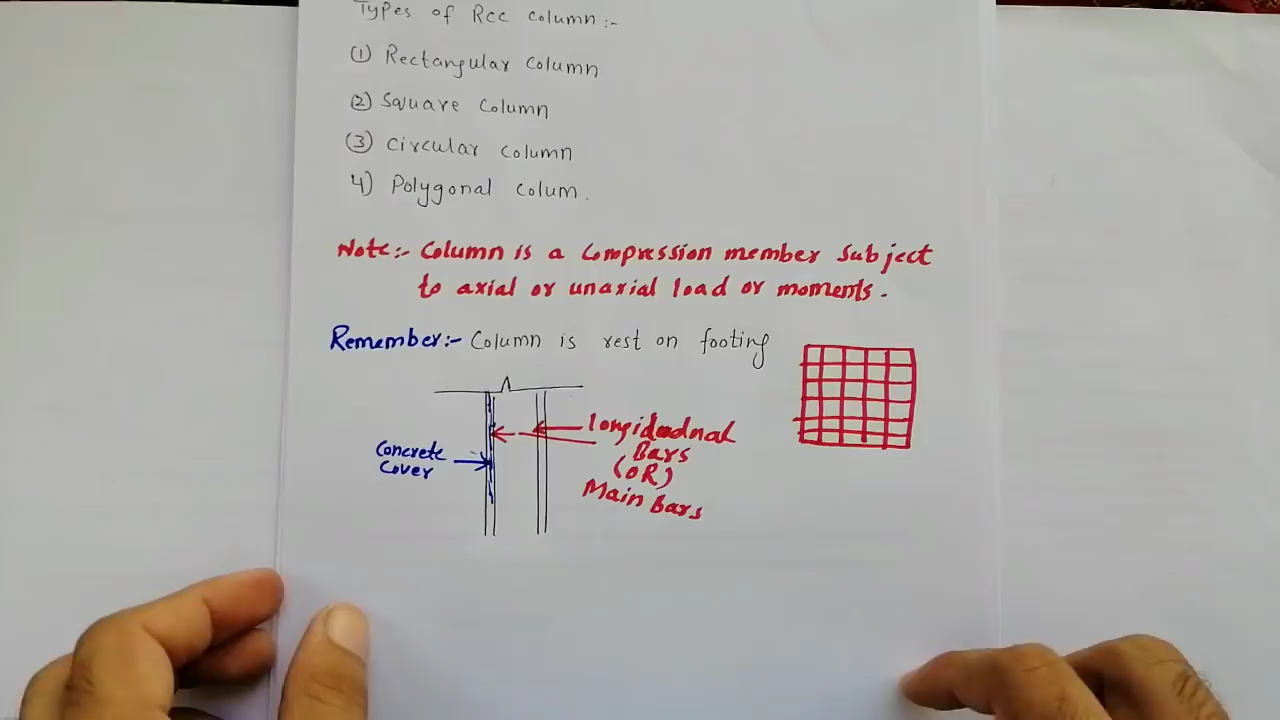 Types of Rcc column:-
(1) Rectangular column
(2) Square column
(3) circular column
4) Polygonal colum.
Note:- Column is a Compression member Subject
to axial or unaxial load or moments.
Remember:- Column is rest on footing
Concrete
Cover
longidudnal
Bars
(OR)
Main Bars